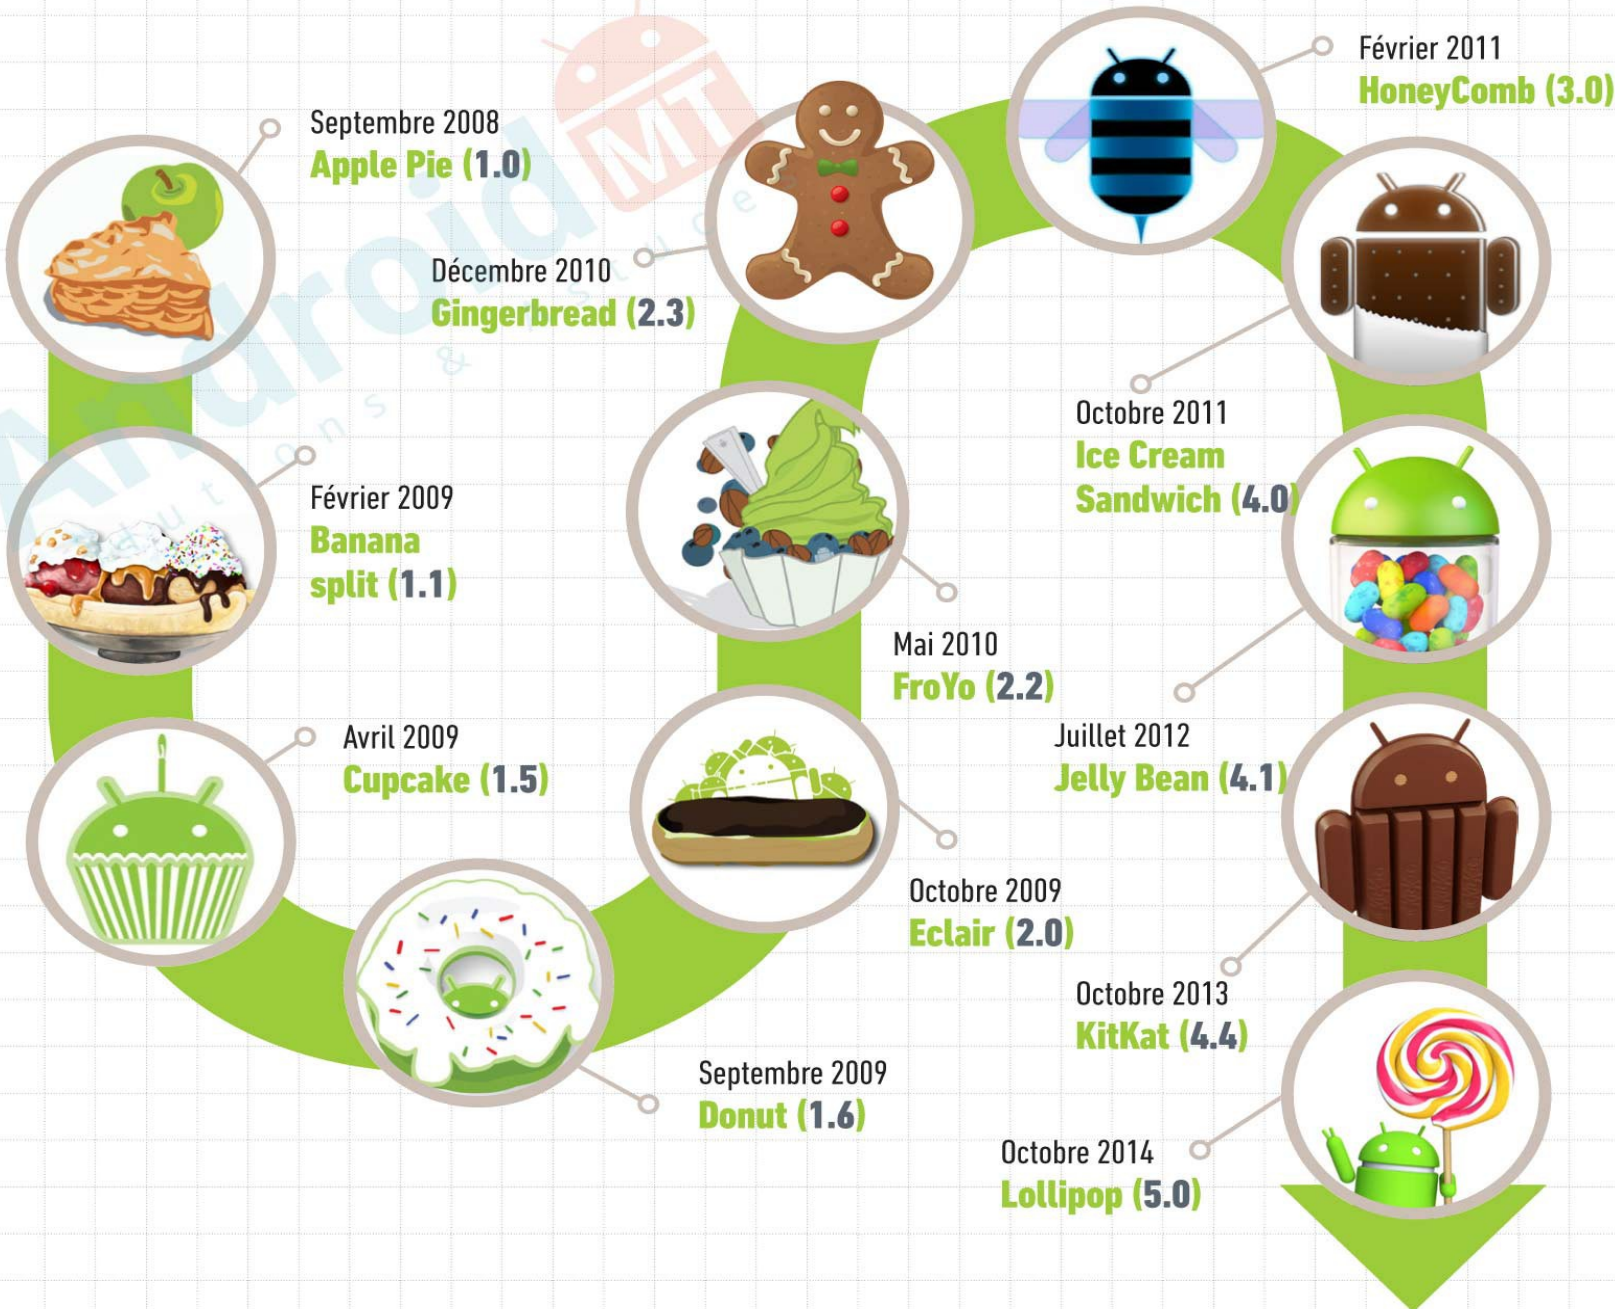 Septembre 2008
Apple Pie (1.0)
Février 2009
Banana
split (1.1)
Avril 2009
Cupcake (1.5)
Septembre 2009
Donut (1.6)
Octobre 2009
Eclair (2.0)
Mai 2010
FroYo (2.2)
Décembre 2010
Gingerbread (2.3)
Février 2011
HoneyComb (3.0)
Octobre 2011
Ice Cream
Sandwich (4.0)
Juillet 2012
Jelly Bean (4.1)
Octobre 2013
KitKat (4.4)
Octobre 2014
Lollipop (5.0)
Android MT
&